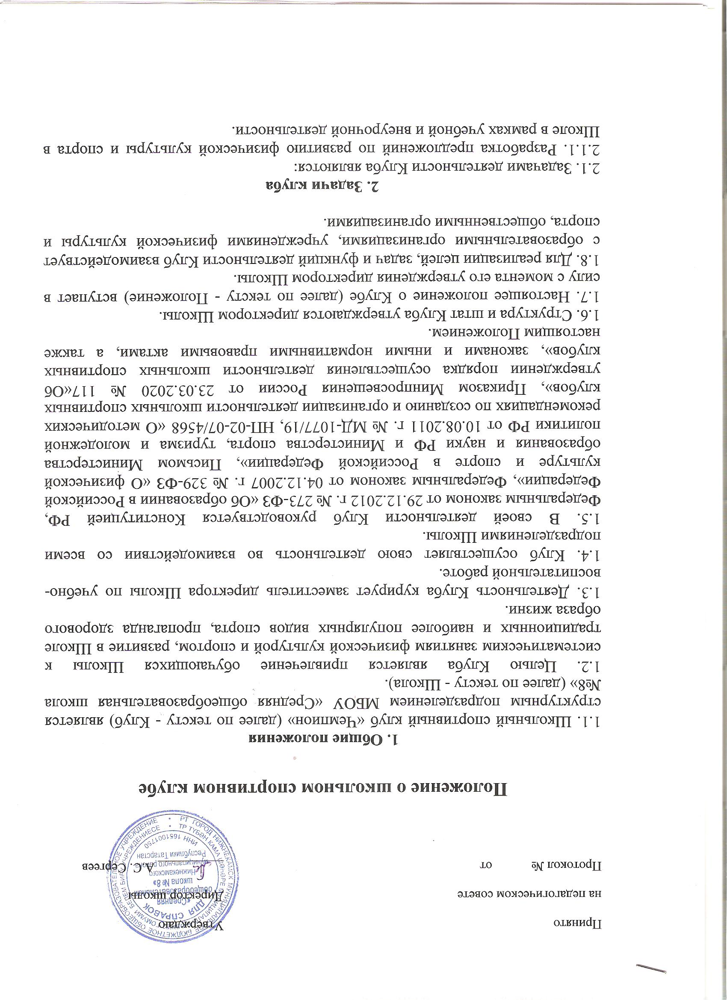 Принято
Утверждаю
на педагогическом совете
Директор школы
Протокол № от
А.С. Сергеев
РТ ГОРОД НИЖНЕКАМСК МУНИЦИПАЛЬНОЕ БЮДЖЕТНОЕ ОБЩЕОБРАЗОВАТЕЛЬНОЕ УЧРЕЖДЕНИЕ
ДЛЯ СПРАВОК
«Средняя
общеобразовательная
школа № 8»
Нижнекамского
муниципального района
Республики Татарстан
ИНН 1651001750
Положение о школьном спортивном клубе
1. Общие положения
1.1. Школьный спортивный клуб «Чемпион» (далее по тексту - Клуб) является
структурным подразделением МБОУ «Средняя общеобразовательная школа
№8» (далее по тексту - Школа).
1.2. Целью Клуба является привлечение обучающихся Школы к
систематическим занятиям физической культурой и спортом, развитие в Школе
традиционных и наиболее популярных видов спорта, пропаганда здорового
образа жизни.
1.3. Деятельность Клуба курирует заместитель директора Школы по учебно-
воспитательной работе.
1.4. Клуб осуществляет свою деятельность во взаимодействии со всеми
подразделениями Школы.
1.5. В своей деятельности Клуб руководствуется Конституцией РФ,
Федеральным законом от 29.12.2012 г. № 273-ФЗ «Об образовании в Российской
Федерации», Федеральным законом от 04.12.2007 г. № 329-ФЗ «О физической
культуре и спорте в Российской Федерации», Письмом Министерства
образования и науки РФ и Министерства спорта, туризма и молодежной
политики РФ от 10.08.2011 г. № МД-1077/19, НП-02-07/4568 «О методических
рекомендациях по созданию и организации деятельности школьных спортивных
клубов», Приказом Минпросвещения России от 23.03.2020 № 117«Об
утверждении порядка осуществления деятельности школьных спортивных
клубов», законами и иными нормативными правовыми актами, а также
настоящим Положением.
1.6. Структура и штат Клуба утверждаются директором Школы.
1.7. Настоящее положение о Клубе (далее по тексту - Положение) вступает в
силу с момента его утверждения директором Школы.
1.8. Для реализации целей, задач и функций деятельности Клуб взаимодействует
с образовательными организациями, учреждениями физической культуры и
спорта, общественными организациями.
2. Задачи клуба
2.1. Задачами деятельности Клуба являются:
2.1.1. Разработка предложений по развитию физической культуры и спорта в
Школе в рамках учебной и внеурочной деятельности.